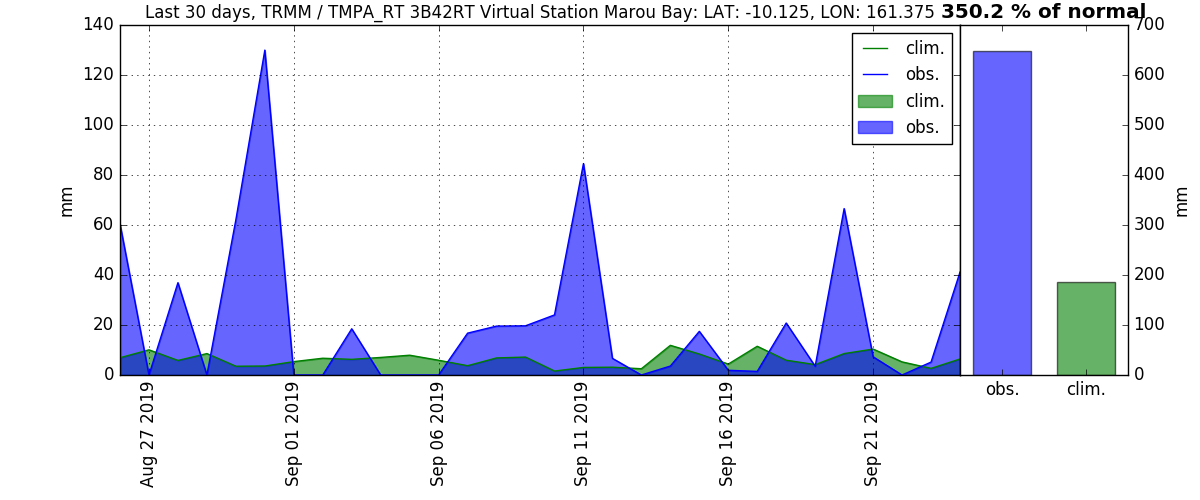 Last 30 days, TRMM / TMPA_RT 3B42RT Virtual Station Marou Bay: LAT: -10.125, LON: 161.375 350.2 % of normal
140
120
100
80
60
40
20
0
mm
clim.
obs.
clim.
obs.
700
600
500
400
300
200
100
0
mm
obs.
clim.
Aug 27 2019
Sep 01 2019
Sep 06 2019
Sep 11 2019
Sep 16 2019
Sep 21 2019